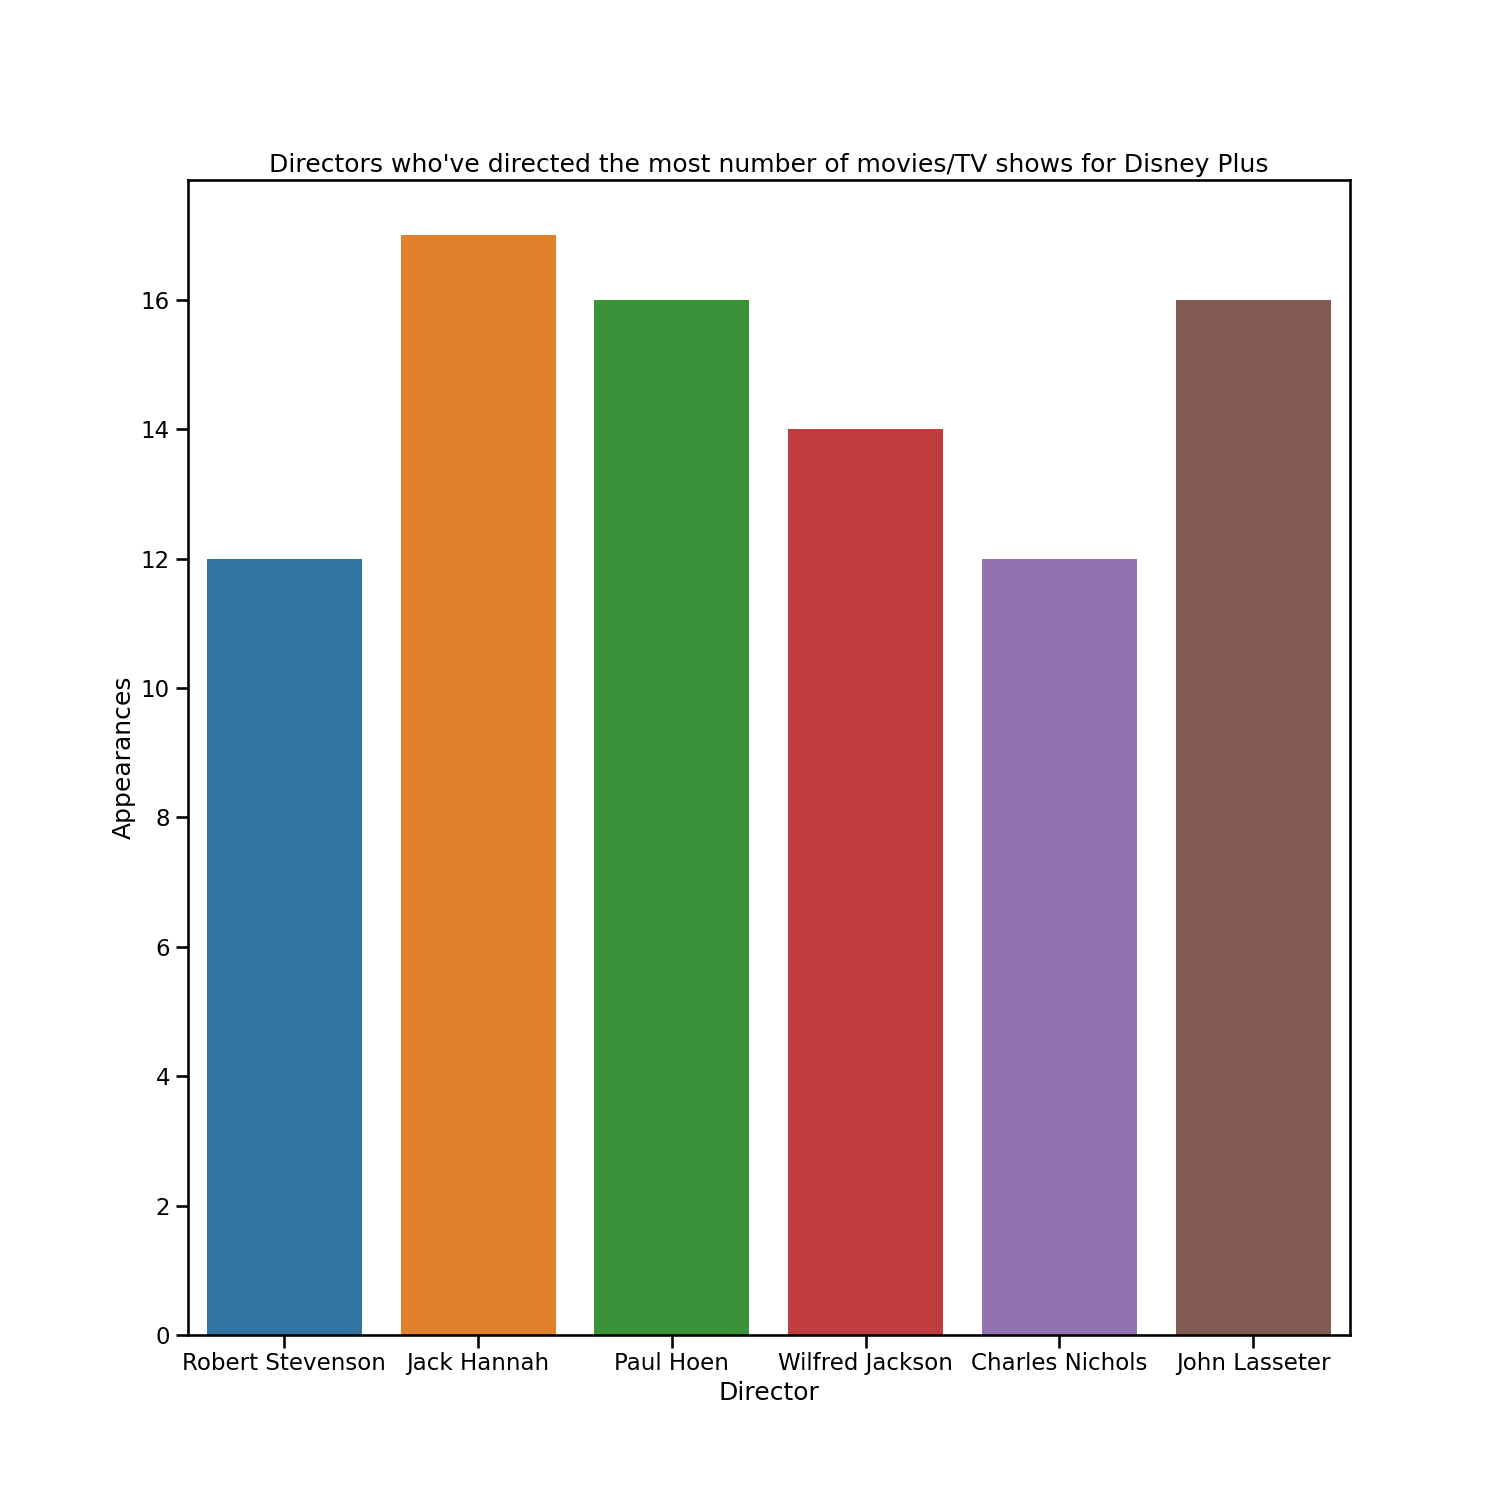 Directors who've directed the most number of movies/TV shows for Disney Plus
Appearances
16
14
12
10
8
6
4
2
0
Robert Stevenson Jack Hannah Paul Hoen Wilfred Jackson Charles Nichols John Lasseter
Director